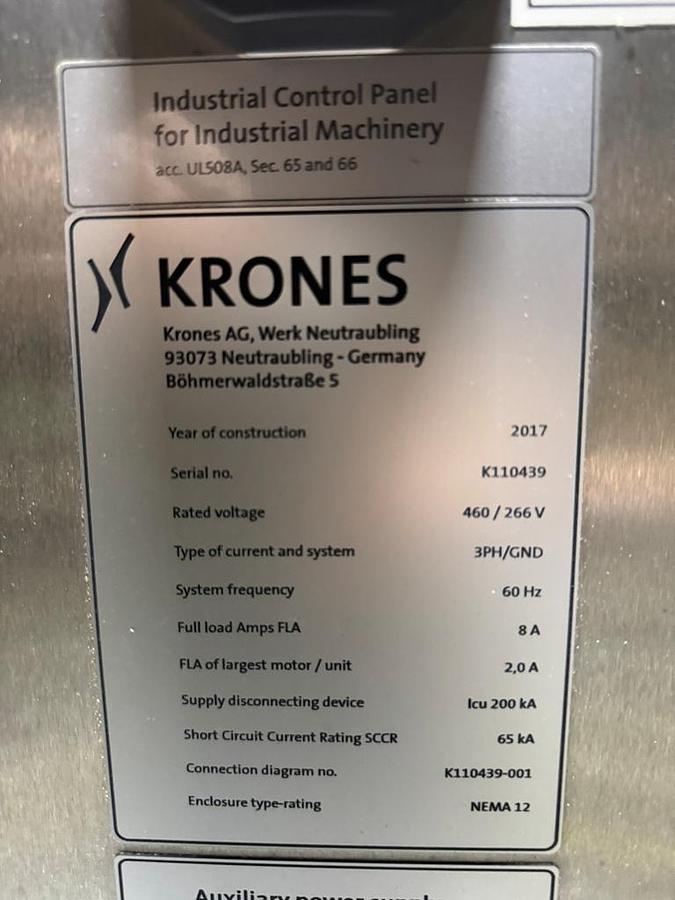 Industrial Control Panel
for Industrial Machinery
acc. UL508A, Sec. 65 and 66
KRONES
Krones AG, Werk Neutraubling
93073 Neutraubling - Germany
Böhmerwaldstraße 5
Year of construction 2017
Serial no. K110439
Rated voltage 460 / 266 V
Type of current and system 3PH/GND
System frequency 60 Hz
Full load Amps FLA 8 A
FLA of largest motor / unit 2,0 A
Supply disconnecting device Icu 200 kA
Short Circuit Current Rating SCCR 65 kA
Connection diagram no. K110439-001
Enclosure type-rating NEMA 12
Auxiliary power supply